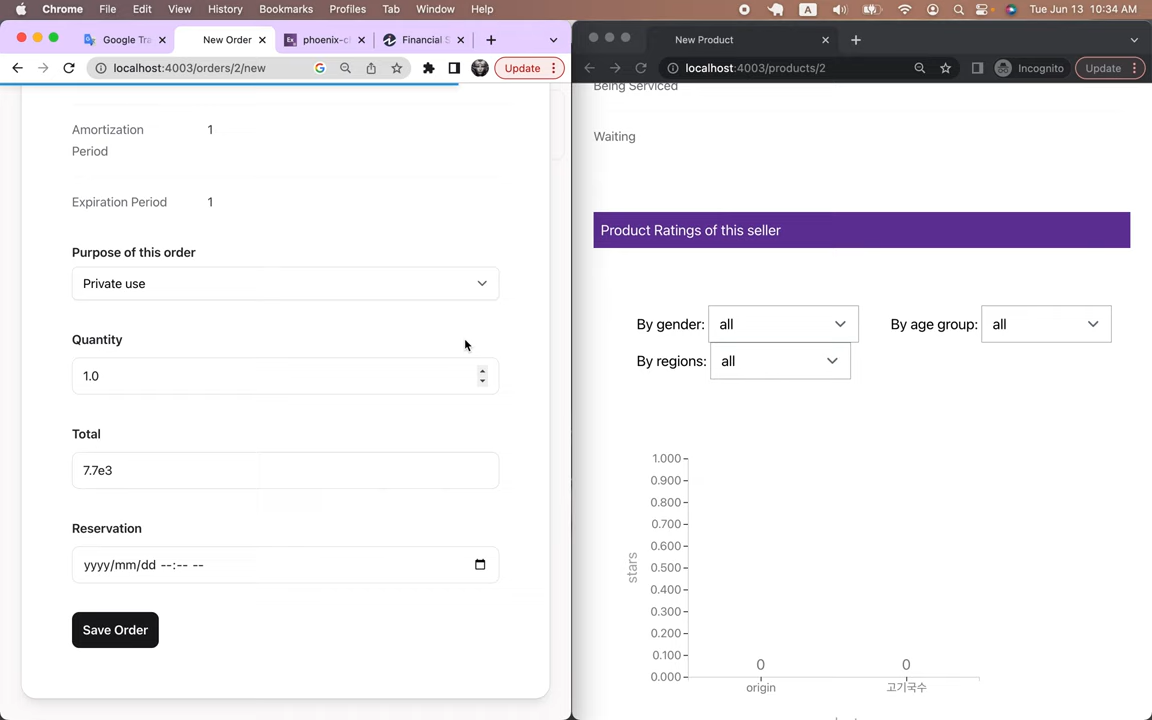 Chrome File Edit View History Bookmarks Profiles Tab Window Help A Tue Jun 13 10:34 AM
Google Tra New Order phoenix-cl Financial S
localhost:4003/orders/2/new Update
Amortization Period 1
Expiration Period 1
Purpose of this order
Private use
Quantity
1.0
Total
7.7e3
Reservation
yyyy/mm/dd --:-- --
Save Order
New Product
localhost:4003/products/2 Incognito Update
Being Serviced
Waiting
Product Ratings of this seller
By gender: all By age group: all
By regions: all
1.000
0.900
0.800
0.700
0.600
0.500
0.400
0.300
0.200
0.100
0.000
stars
0 0
origin 고기국수